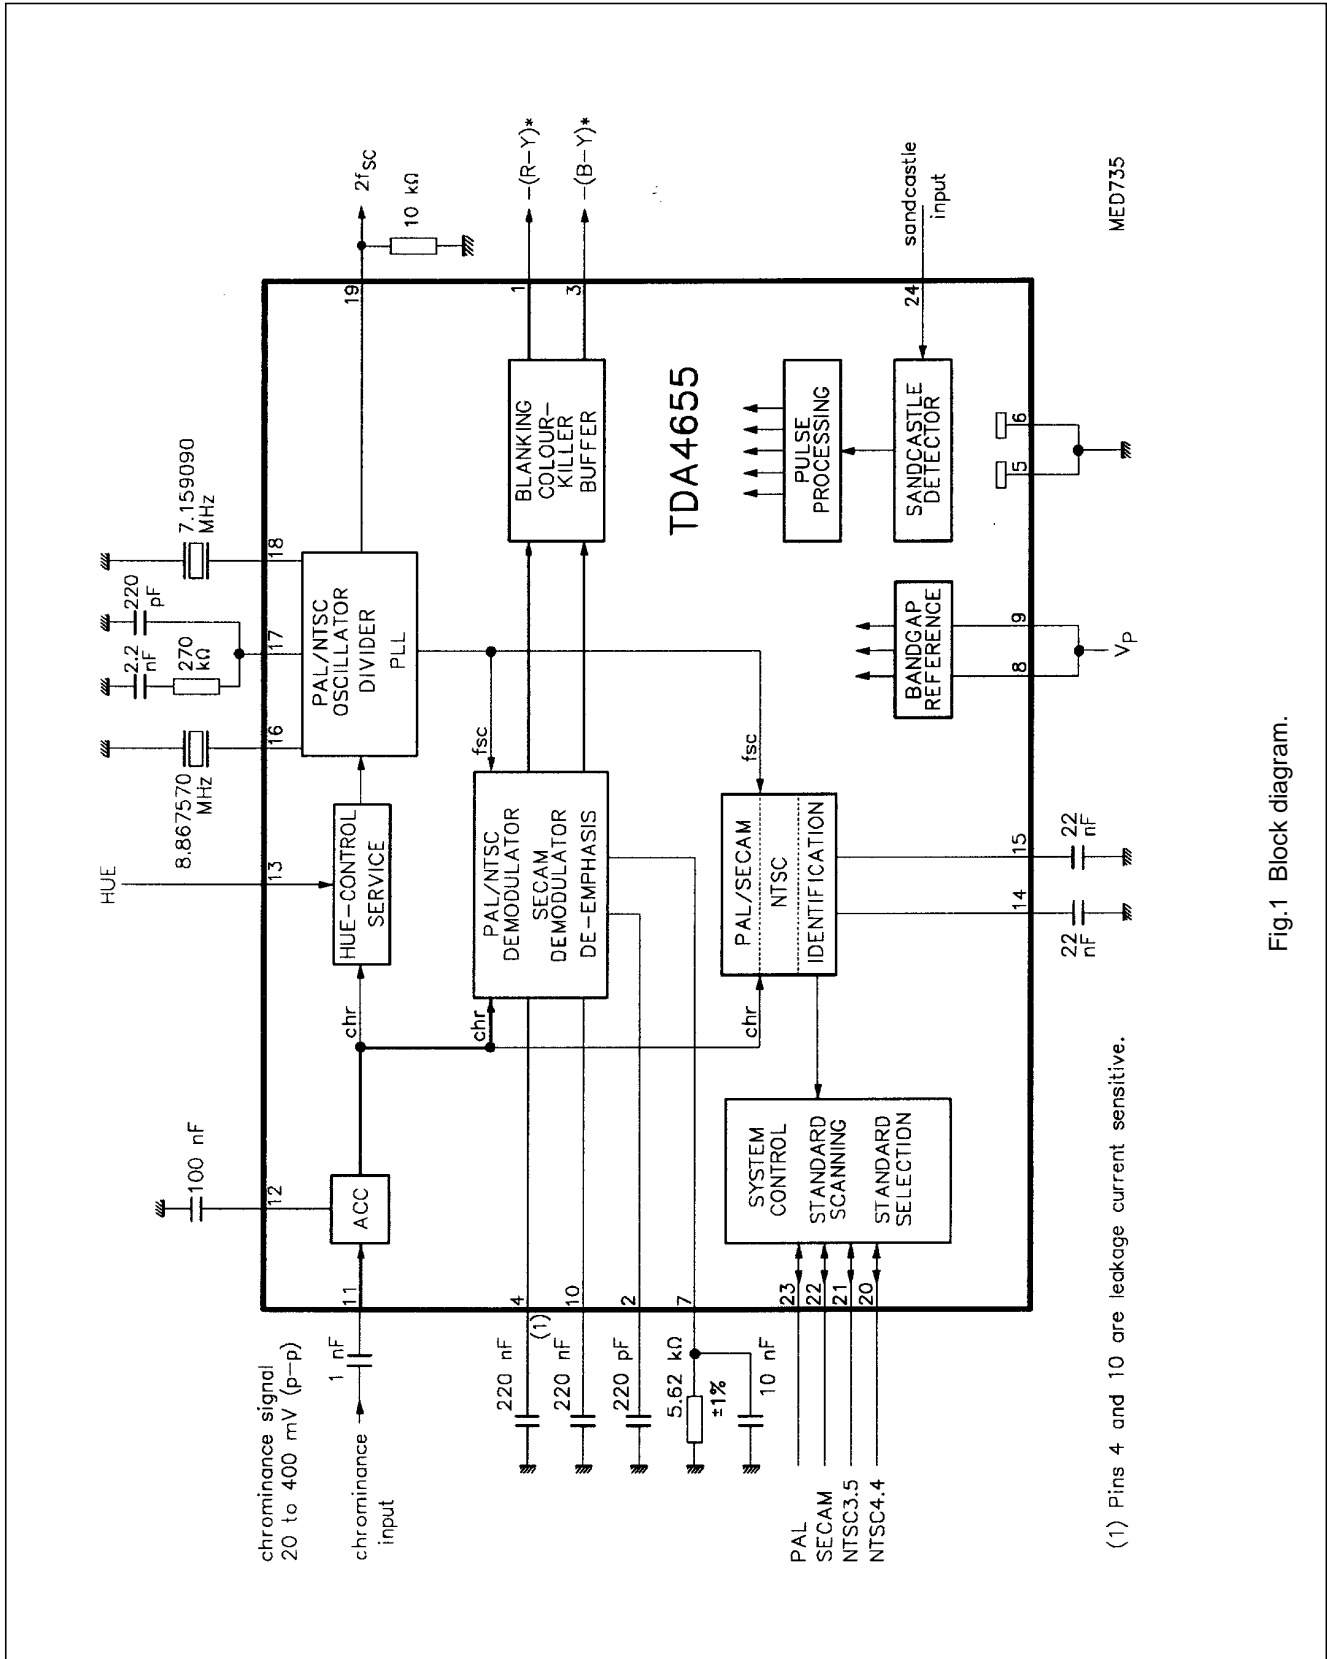 chrominance signal
20 to 400 mV (p–p)
chrominance
input
1 nF
11
100 nF
12
ACC
chr
HUE
13
HUE–CONTROL
SERVICE
8.867570
MHz
16
2.2
nF
270
kΩ
220
pF
17
7.159090
MHz
18
PAL/NTSC
OSCILLATOR
DIVIDER
PLL
19
2fSC
10 kΩ
220 nF
4
(1)
220 nF
10
220 pF
2
5.62 kΩ
±1%
7
10 nF
chr
PAL/NTSC
DEMODULATOR
SECAM
DEMODULATOR
DE–EMPHASIS
fsc
BLANKING
COLOUR–
KILLER
BUFFER
1
–(R–Y)*
3
–(B–Y)*
TDA4655
chr
PAL/SECAM
NTSC
IDENTIFICATION
fsc
PULSE
PROCESSING
SANDCASTLE
DETECTOR
24
sandcastle
input
PAL
23
SECAM
22
NTSC3.5
21
NTSC4.4
20
SYSTEM
CONTROL
STANDARD
SCANNING
STANDARD
SELECTION
14
22
nF
15
22
nF
BANDGAP
REFERENCE
8
9
VP
5
6
(1) Pins 4 and 10 are leakage current sensitive.
MED735
Fig.1 Block diagram.